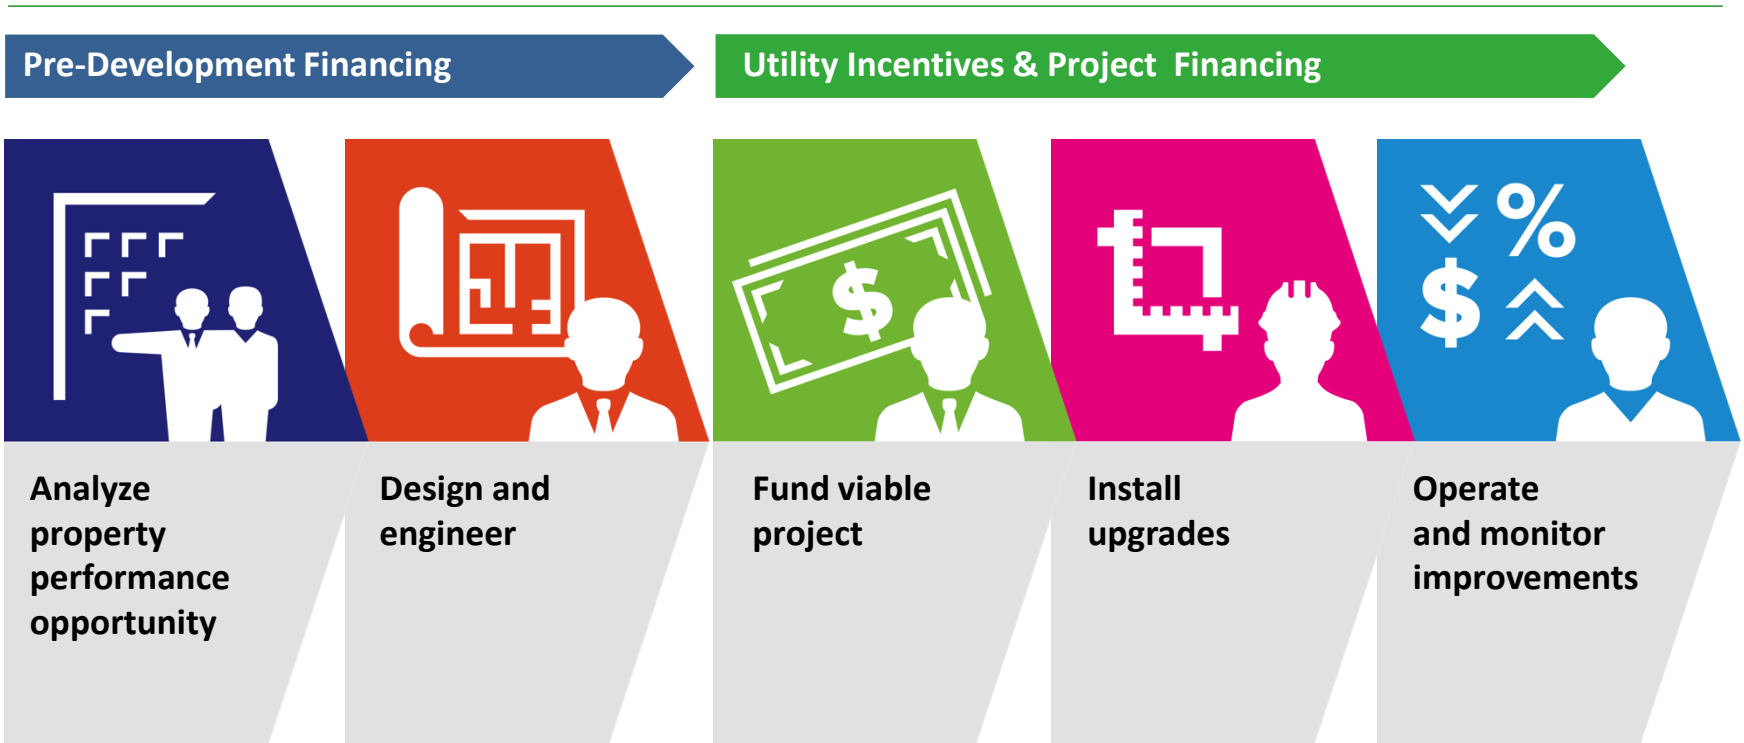 Pre-Development Financing
Utility Incentives & Project Financing
$
%
$
Analyze
property
performance
opportunity
Design and
engineer
Fund viable
project
Install
upgrades
Operate
and monitor
improvements